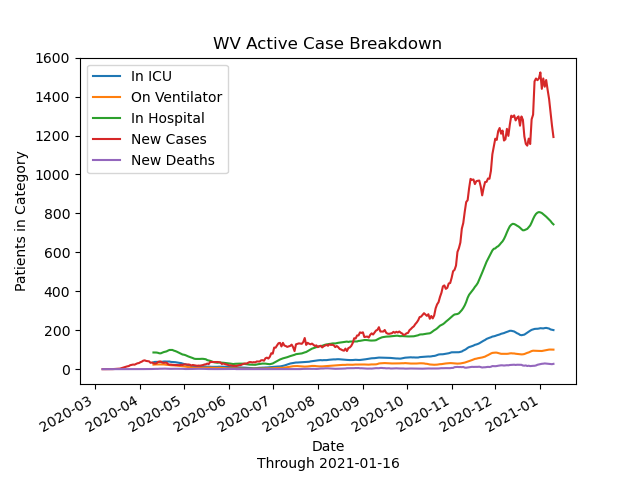 WV Active Case Breakdown
1600
1400
1200
1000
800
600
400
200
0
Patients in Category
In ICU
On Ventilator
In Hospital
New Cases
New Deaths
2020-03
2020-04
2020-05
2020-06
2020-07
2020-08
2020-09
2020-10
2020-11
2020-12
2021-01
Date
Through 2021-01-16